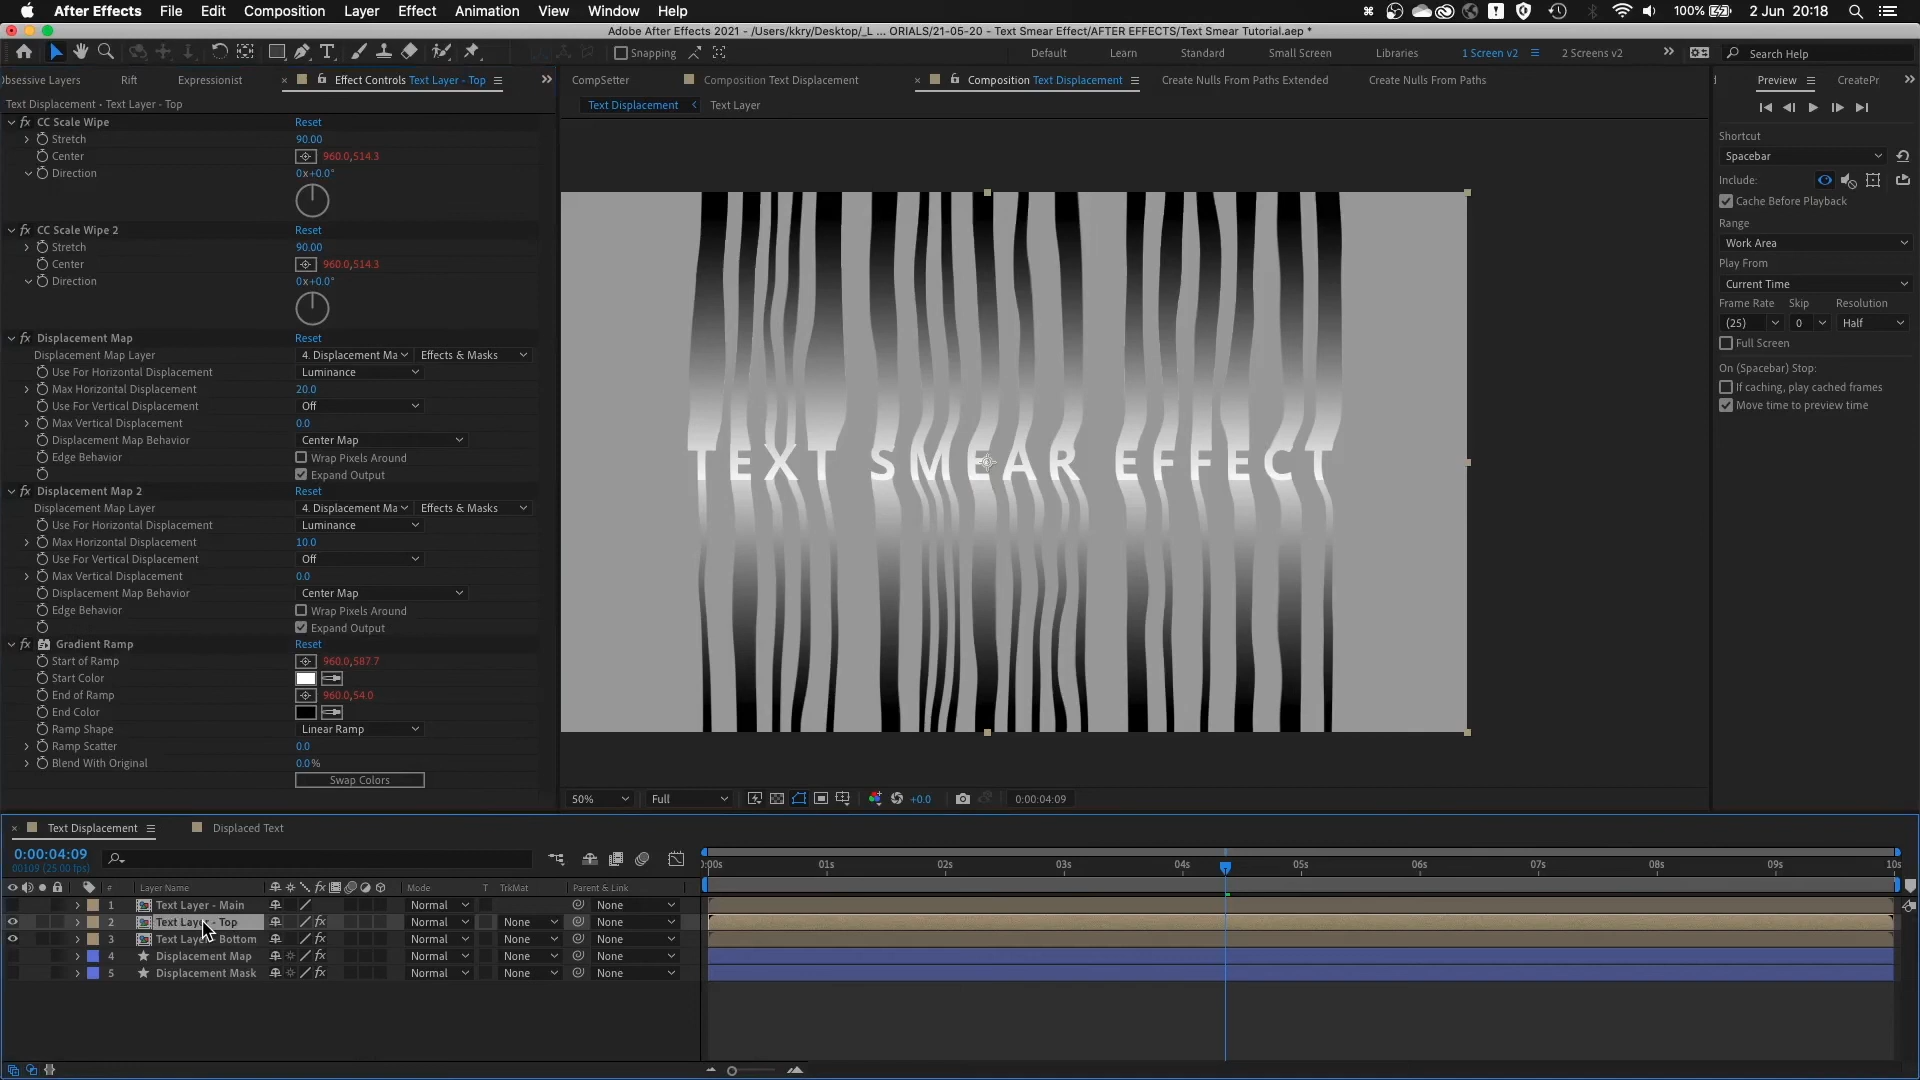 After Effects File Edit Composition Layer Effect Animation View Window Help 100% 2 Jun 20:18
Adobe After Effects 2021 - /Users/kkry/Desktop/_L ... ORIALS/21-05-20 - Text Smear Effect/AFTER EFFECTS/Text Smear Tutorial.aep *
Snapping Default Learn Standard Small Screen Libraries 1 Screen v2 2 Screens v2 Search Help
bsessive Layers Rift Expressionist Effect Controls Text Layer - Top CompSetter Composition Text Displacement Composition Text Displacement Create Nulls From Paths Extended Create Nulls From Paths Preview CreatePr
Text Displacement • Text Layer - Top
Text Displacement Text Layer
CC Scale Wipe Reset
Stretch 90.00
Center 960.0,514.3
Direction 0x+0.0°
CC Scale Wipe 2 Reset
Stretch 90.00
Center 960.0,514.3
Direction 0x+0.0°
Displacement Map Reset
Displacement Map Layer 4. Displacement Ma Effects & Masks
Use For Horizontal Displacement Luminance
Max Horizontal Displacement 20.0
Use For Vertical Displacement Off
Max Vertical Displacement 0.0
Displacement Map Behavior Center Map
Edge Behavior Wrap Pixels Around
Expand Output
Displacement Map 2 Reset
Displacement Map Layer 4. Displacement Ma Effects & Masks
Use For Horizontal Displacement Luminance
Max Horizontal Displacement 10.0
Use For Vertical Displacement Off
Max Vertical Displacement 0.0
Displacement Map Behavior Center Map
Edge Behavior Wrap Pixels Around
Expand Output
Gradient Ramp Reset
Start of Ramp 960.0,587.7
Start Color
End of Ramp 960.0,54.0
End Color
Ramp Shape Linear Ramp
Ramp Scatter 0.0
Blend With Original 0.0%
Swap Colors
TEXT SMEAR EFFECT
50% Full +0.0 0:00:04:09
Shortcut
Spacebar
Include:
Cache Before Playback
Range
Work Area
Play From
Current Time
Frame Rate Skip Resolution
(25) 0 Half
Full Screen
On (Spacebar) Stop:
If caching, play cached frames
Move time to preview time
Text Displacement Displaced Text
0:00:04:09
00109 (25.00 fps)
):00s 01s 02s 03s 04s 05s 06s 07s 08s 09s 10s
# Layer Name Mode T TrkMat Parent & Link
1 Text Layer - Main Normal None
2 Text Layer - Top Normal None None
3 Text Layer - Bottom Normal None None
4 Displacement Map Normal None None
5 Displacement Mask Normal None None